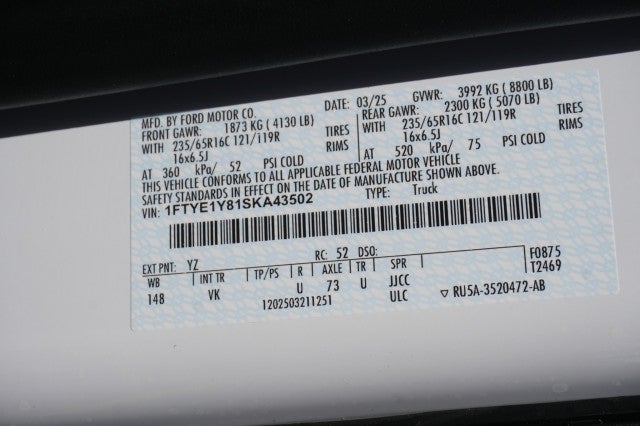 MFD. BY FORD MOTOR CO. DATE: 03/25 GVWR: 3992 KG ( 8800 LB)
FRONT GAWR: 1873 KG ( 4130 LB) REAR GAWR: 2300 KG ( 5070 LB)
WITH 235/65R16C 121/119R TIRES WITH 235/65R16C 121/119R TIRES
16x6.5J RIMS 16x6.5J RIMS
AT 360 kPa/ 52 PSI COLD AT 520 kPa/ 75 PSI COLD
THIS VEHICLE CONFORMS TO ALL APPLICABLE FEDERAL MOTOR VEHICLE
SAFETY STANDARDS IN EFFECT ON THE DATE OF MANUFACTURE SHOWN ABOVE.
VIN: 1FTYE1Y81SKA43502 TYPE: Truck
EXT PNT: YZ RC: 52 DSO: F0875
WB INT TR TP/PS R AXLE TR SPR T2469
148 VK U 73 U JJCC
1202503211251 ULC ▽ RU5A-3520472-AB